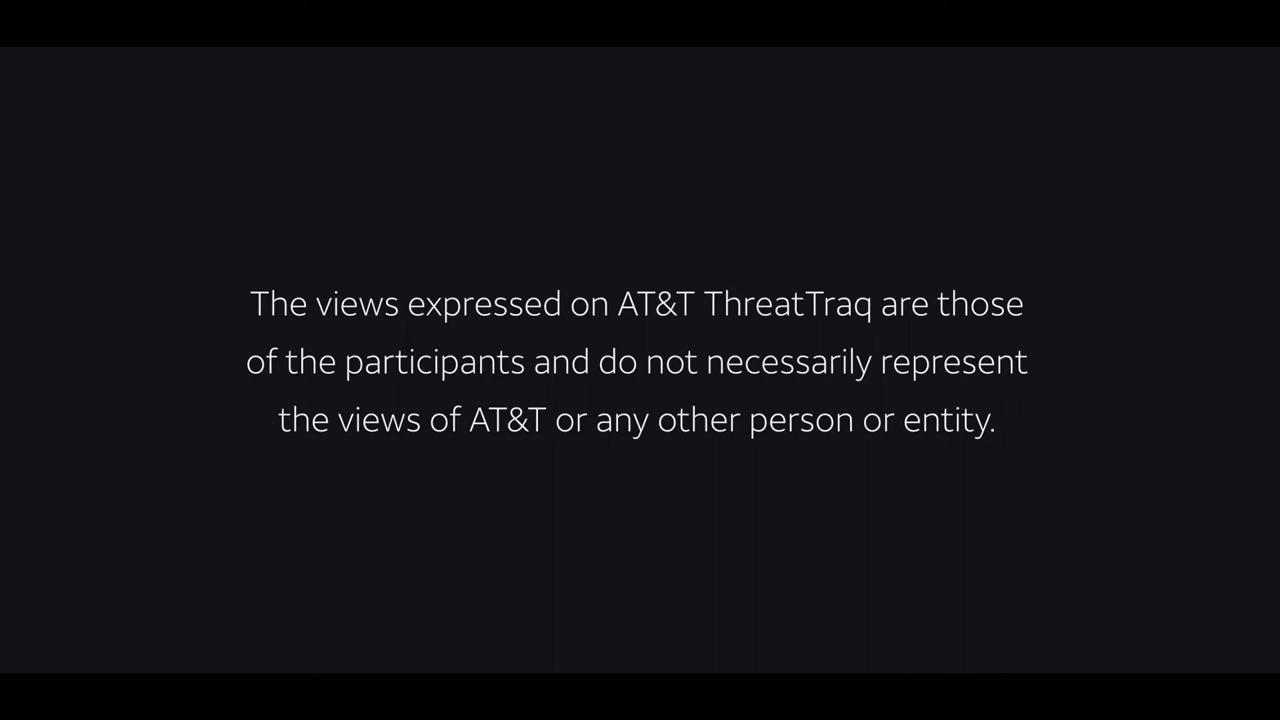 The views expressed on AT&T ThreatTraq are those
of the participants and do not necessarily represent
the views of AT&T or any other person or entity.